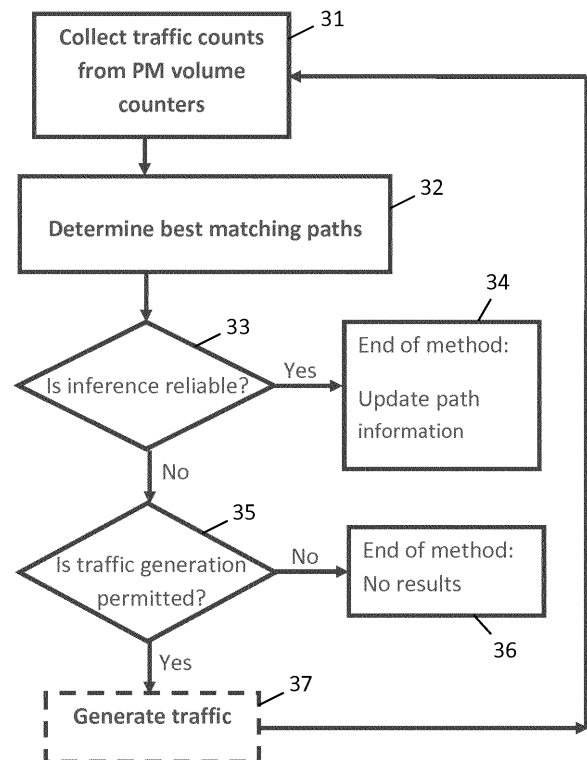 31
Collect traffic counts
from PM volume
counters
32
Determine best matching paths
33
Is inference reliable?
Yes
34
End of method:
Update path
information
No
35
Is traffic generation
permitted?
No
End of method:
No results
36
Yes
37
Generate traffic